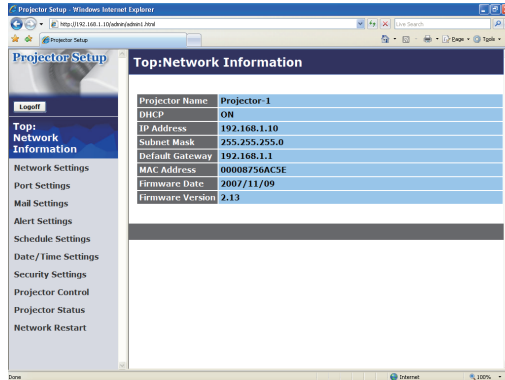 Projector Setup - Windows Internet Explorer
http://192.168.1.10/admin/admin1.html
Live Search
Projector Setup
Page
Tools
Projector Setup
Logoff
Top:
Network
Information
Network Settings
Port Settings
Mail Settings
Alert Settings
Schedule Settings
Date/Time Settings
Security Settings
Projector Control
Projector Status
Network Restart
Top:Network Information
Projector Name Projector-1
DHCP ON
IP Address 192.168.1.10
Subnet Mask 255.255.255.0
Default Gateway 192.168.1.1
MAC Address 00008756AC5E
Firmware Date 2007/11/09
Firmware Version 2.13
Done
Internet
100%